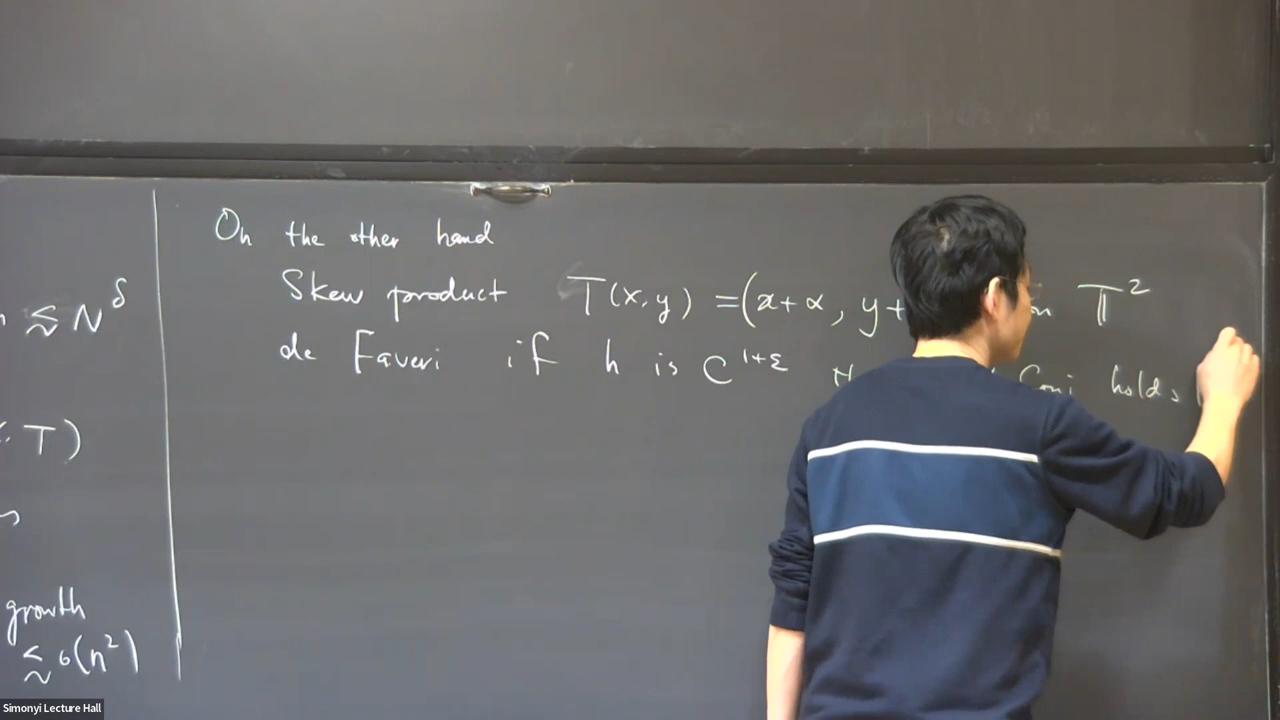 ≲ N^δ
T)
growth
≲ o(n²)
On the other hand
Skew product T(x,y) = (x+α, y+ on 𝕋²
de Faveri if h is C^{1+ε} Conj holds
Simonyi Lecture Hall